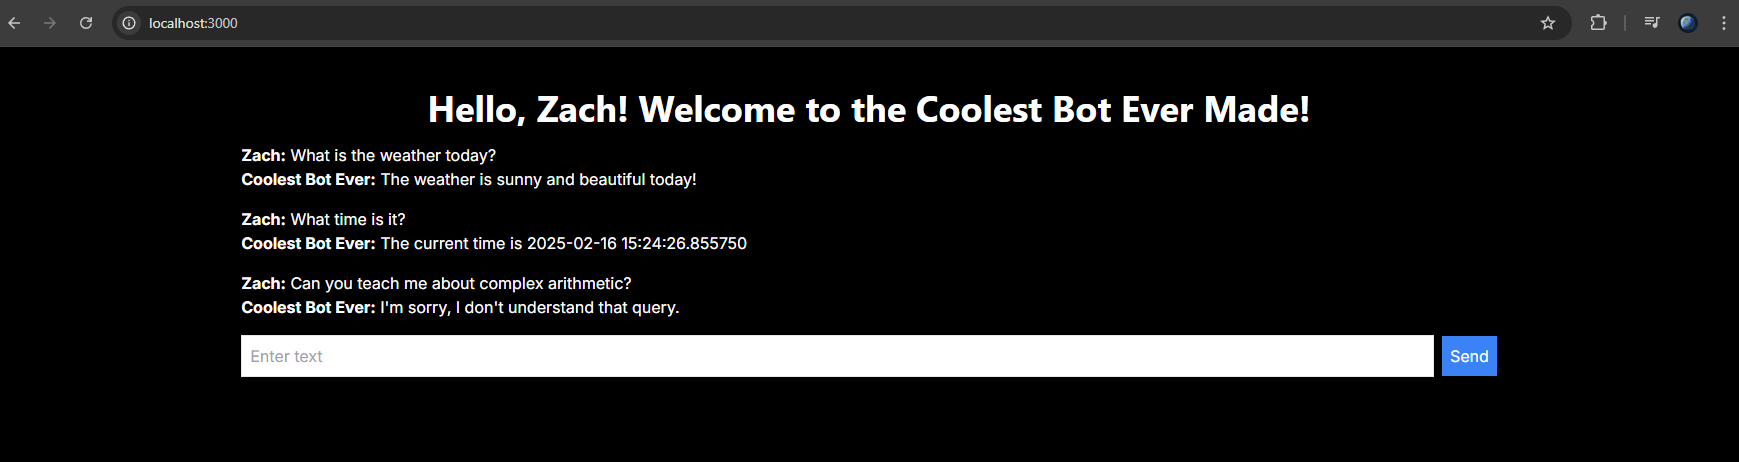 localhost:3000
Hello, Zach! Welcome to the Coolest Bot Ever Made!
Zach: What is the weather today?
Coolest Bot Ever: The weather is sunny and beautiful today!
Zach: What time is it?
Coolest Bot Ever: The current time is 2025-02-16 15:24:26.855750
Zach: Can you teach me about complex arithmetic?
Coolest Bot Ever: I'm sorry, I don't understand that query.
Enter text
Send